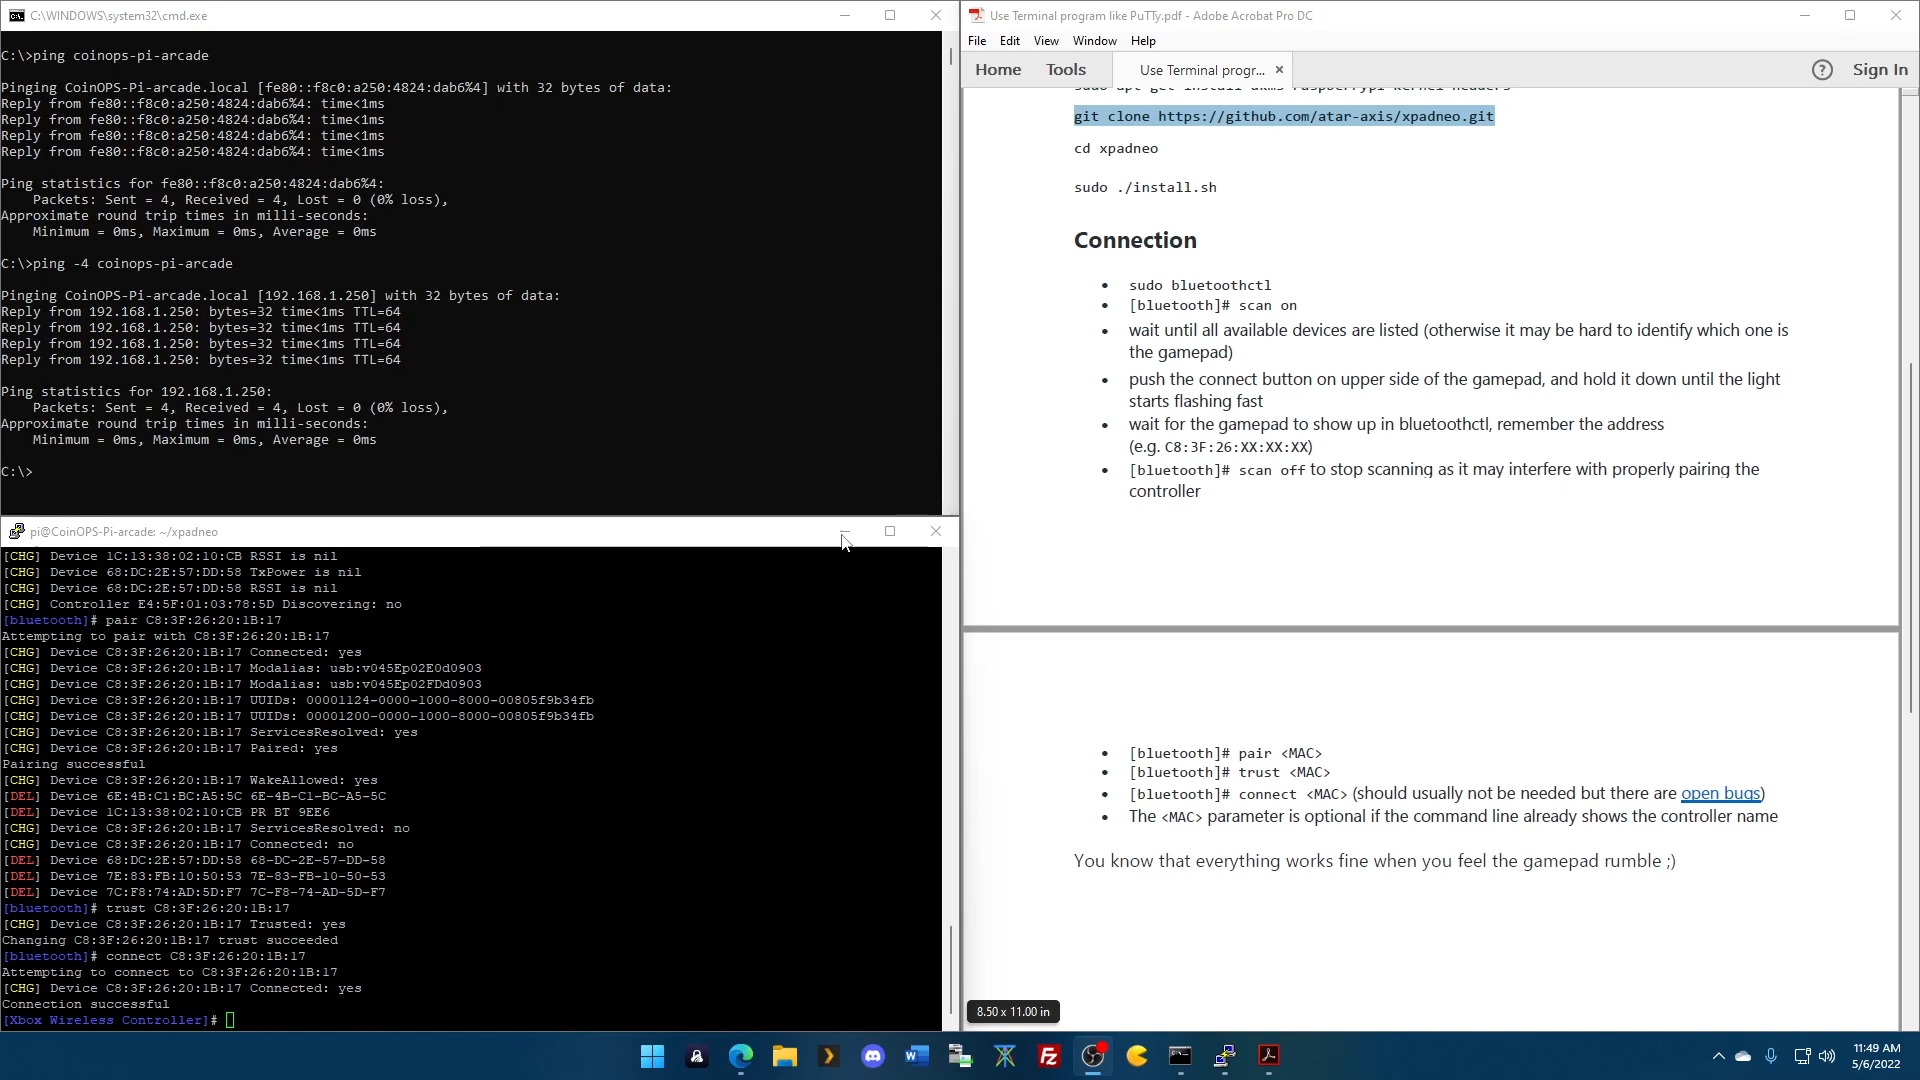 C:\WINDOWS\system32\cmd.exe
C:\>ping coinops-pi-arcade
Pinging CoinOPS-Pi-arcade.local [fe80::f8c0:a250:4824:dab6%4] with 32 bytes of data:
Reply from fe80::f8c0:a250:4824:dab6%4: time<1ms
Reply from fe80::f8c0:a250:4824:dab6%4: time<1ms
Reply from fe80::f8c0:a250:4824:dab6%4: time<1ms
Reply from fe80::f8c0:a250:4824:dab6%4: time<1ms
Ping statistics for fe80::f8c0:a250:4824:dab6%4:
Packets: Sent = 4, Received = 4, Lost = 0 (0% loss),
Approximate round trip times in milli-seconds:
Minimum = 0ms, Maximum = 0ms, Average = 0ms
C:\>ping -4 coinops-pi-arcade
Pinging CoinOPS-Pi-arcade.local [192.168.1.250] with 32 bytes of data:
Reply from 192.168.1.250: bytes=32 time<1ms TTL=64
Reply from 192.168.1.250: bytes=32 time<1ms TTL=64
Reply from 192.168.1.250: bytes=32 time<1ms TTL=64
Reply from 192.168.1.250: bytes=32 time<1ms TTL=64
Ping statistics for 192.168.1.250:
Packets: Sent = 4, Received = 4, Lost = 0 (0% loss),
Approximate round trip times in milli-seconds:
Minimum = 0ms, Maximum = 0ms, Average = 0ms
C:\>
pi@CoinOPS-Pi-arcade: ~/xpadneo
[CHG] Device 1C:13:38:02:10:CB RSSI is nil
[CHG] Device 68:DC:2E:57:DD:58 TxPower is nil
[CHG] Device 68:DC:2E:57:DD:58 RSSI is nil
[CHG] Controller E4:5F:01:03:78:5D Discovering: no
[bluetooth]# pair C8:3F:26:20:1B:17
Attempting to pair with C8:3F:26:20:1B:17
[CHG] Device C8:3F:26:20:1B:17 Connected: yes
[CHG] Device C8:3F:26:20:1B:17 Modalias: usb:v045Ep02E0d0903
[CHG] Device C8:3F:26:20:1B:17 Modalias: usb:v045Ep02FDd0903
[CHG] Device C8:3F:26:20:1B:17 UUIDs: 00001124-0000-1000-8000-00805f9b34fb
[CHG] Device C8:3F:26:20:1B:17 UUIDs: 00001200-0000-1000-8000-00805f9b34fb
[CHG] Device C8:3F:26:20:1B:17 ServicesResolved: yes
[CHG] Device C8:3F:26:20:1B:17 Paired: yes
Pairing successful
[CHG] Device C8:3F:26:20:1B:17 WakeAllowed: yes
[DEL] Device 6E:4B:C1:BC:A5:5C 6E-4B-C1-BC-A5-5C
[DEL] Device 1C:13:38:02:10:CB PR BT 9EE6
[CHG] Device C8:3F:26:20:1B:17 ServicesResolved: no
[CHG] Device C8:3F:26:20:1B:17 Connected: no
[DEL] Device 68:DC:2E:57:DD:58 68-DC-2E-57-DD-58
[DEL] Device 7E:83:FB:10:50:53 7E-83-FB-10-50-53
[DEL] Device 7C:F8:74:AD:5D:F7 7C-F8-74-AD-5D-F7
[bluetooth]# trust C8:3F:26:20:1B:17
[CHG] Device C8:3F:26:20:1B:17 Trusted: yes
Changing C8:3F:26:20:1B:17 trust succeeded
[bluetooth]# connect C8:3F:26:20:1B:17
Attempting to connect to C8:3F:26:20:1B:17
[CHG] Device C8:3F:26:20:1B:17 Connected: yes
Connection successful
[Xbox Wireless Controller]#
Use Terminal program like PuTTy.pdf - Adobe Acrobat Pro DC
File Edit View Window Help
Home Tools Use Terminal progr... × ? Sign In
sudo apt-get install dkms raspberrypi-kernel-headers
git clone https://github.com/atar-axis/xpadneo.git
cd xpadneo
sudo ./install.sh
Connection
• sudo bluetoothctl
• [bluetooth]# scan on
• wait until all available devices are listed (otherwise it may be hard to identify which one is
the gamepad)
• push the connect button on upper side of the gamepad, and hold it down until the light
starts flashing fast
• wait for the gamepad to show up in bluetoothctl, remember the address
(e.g. C8:3F:26:XX:XX:XX)
• [bluetooth]# scan off to stop scanning as it may interfere with properly pairing the
controller
• [bluetooth]# pair <MAC>
• [bluetooth]# trust <MAC>
• [bluetooth]# connect <MAC> (should usually not be needed but there are open bugs)
• The <MAC> parameter is optional if the command line already shows the controller name
You know that everything works fine when you feel the gamepad rumble ;)
8.50 x 11.00 in
11:49 AM
5/6/2022